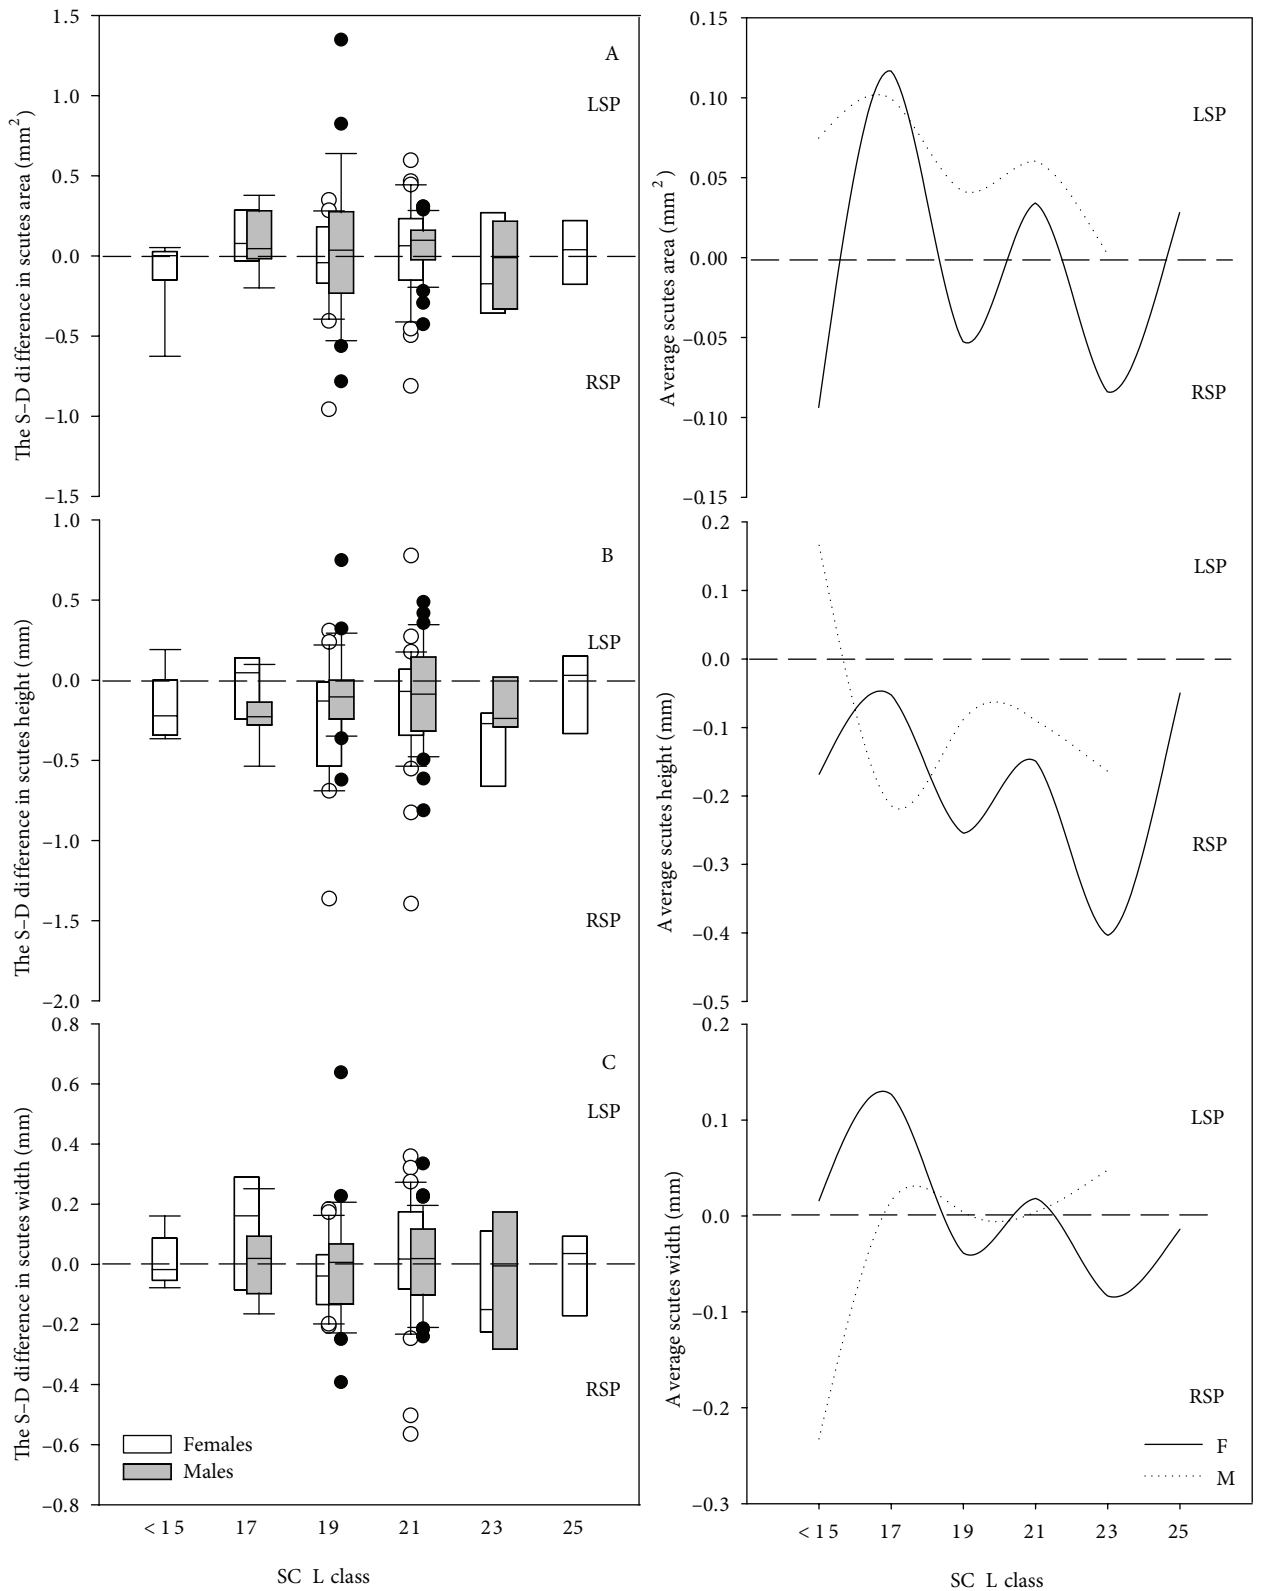 The S–D difference in scutes area (mm2)
1.5
1.0
0.5
0.0
–0.5
–1.0
–1.5
A
LSP
RSP
Average scutes area (mm 2)
0.15
0.10
0.05
0.00
–0.05
–0.10
–0.15
LSP
RSP
The S–D difference in scutes height (mm)
1.0
0.5
0.0
–0.5
–1.0
–1.5
–2.0
B
LSP
RSP
Average scutes height (mm)
0.2
0.1
0.0
–0.1
–0.2
–0.3
–0.4
–0.5
LSP
RSP
The S–D difference in scutes width (mm)
0.8
0.6
0.4
0.2
0.0
–0.2
–0.4
–0.6
–0.8
C
LSP
RSP
Females
Males
<15 17 19 21 23 25
SC L class
Average scutes width (mm)
0.2
0.1
0.0
–0.1
–0.2
–0.3
LSP
RSP
F
M
<15 17 19 21 23 25
SC L class